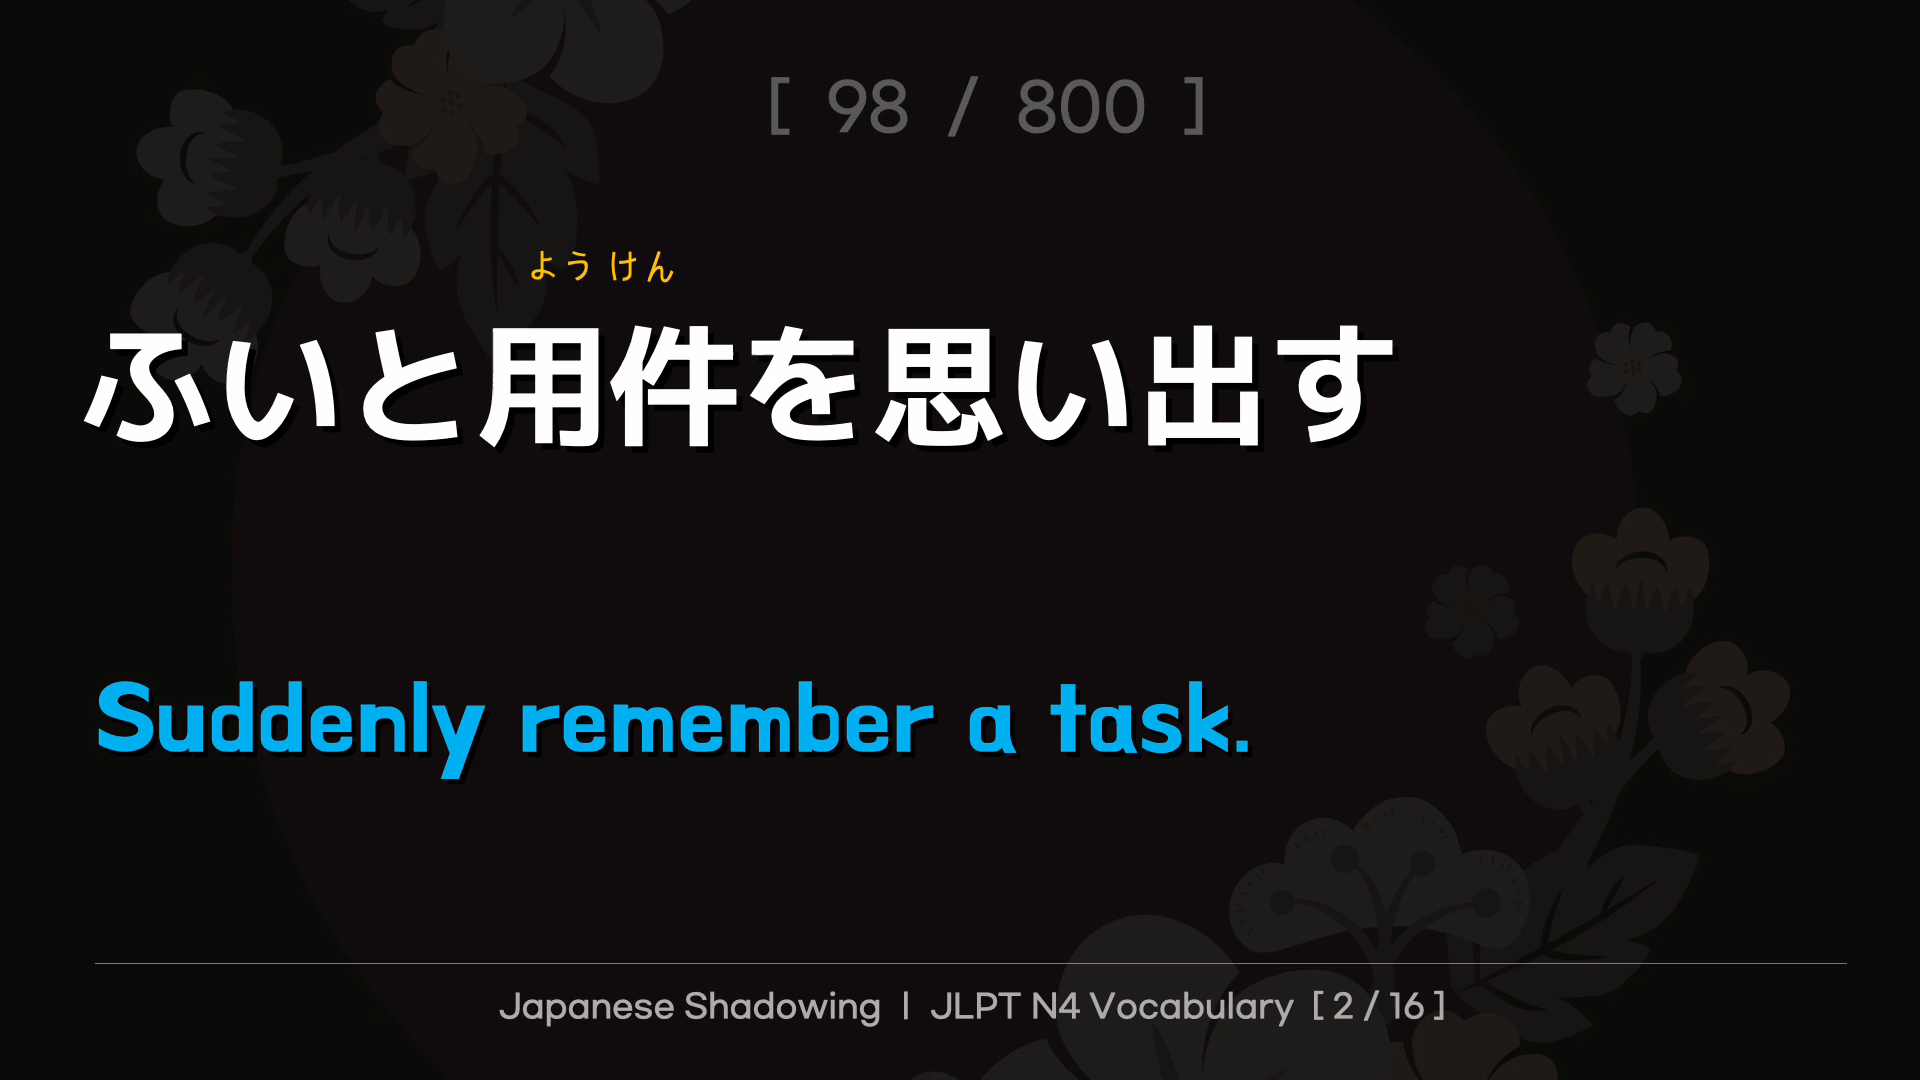 [ 98 / 800 ]
ようけん
ふいと用件を思い出す
Suddenly remember a task.
Japanese Shadowing | JLPT N4 Vocabulary [ 2 / 16 ]